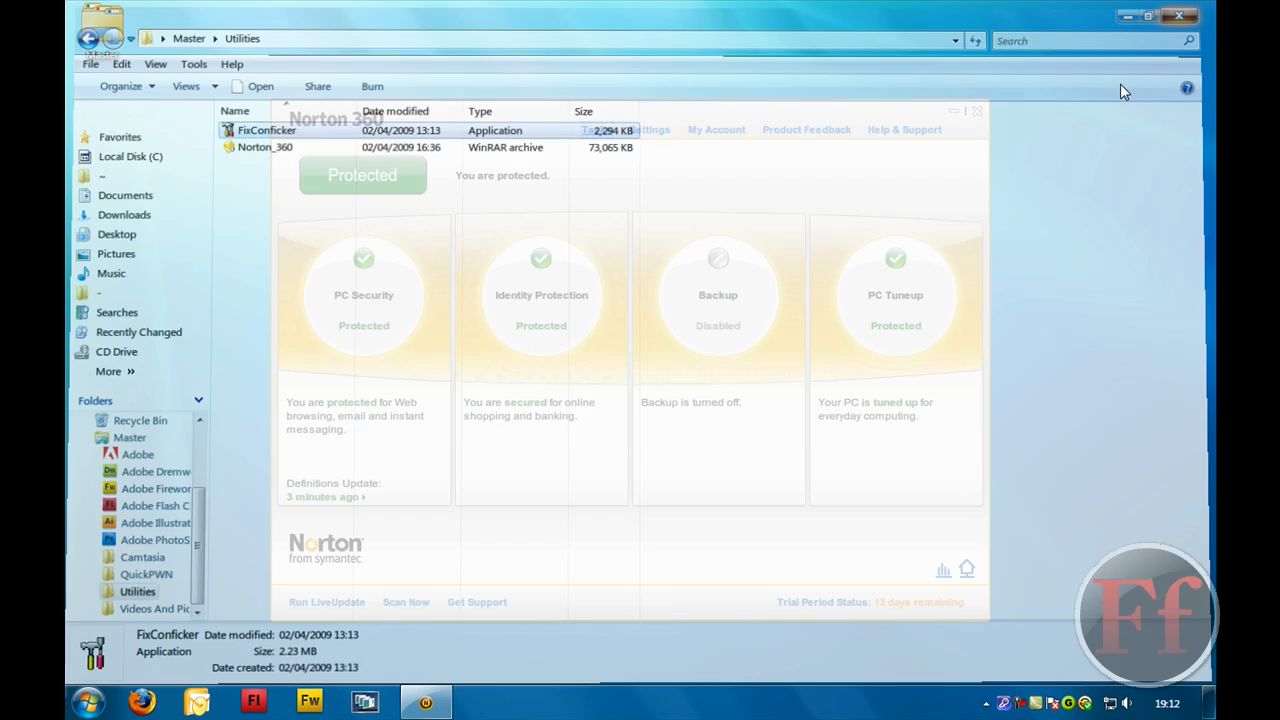 Master
Master Utilities
Search
File Edit View Tools Help
Organize Views Open Share Burn
Name Date modified Type Size
FixConficker 02/04/2009 13:13 Application 2,294 KB
Norton_360 02/04/2009 16:36 WinRAR archive 73,065 KB
Norton 360
Settings My Account Product Feedback Help & Support
Protected You are protected.
PC Security
Protected
Identity Protection
Protected
Backup
Disabled
PC Tuneup
Protected
You are protected for Web
browsing, email and instant
messaging.
You are secured for online
shopping and banking.
Backup is turned off.
Your PC is tuned up for
everyday computing.
Definitions Update:
3 minutes ago
Norton
from symantec
Run LiveUpdate Scan Now Get Support
Trial Period Status: 13 days remaining
Favorites
Local Disk (C)
~
Documents
Downloads
Desktop
Pictures
Music
-
Searches
Recently Changed
CD Drive
More »
Folders
Recycle Bin
Master
Adobe
Adobe Dremw
Adobe Firewor
Adobe Flash C
Adobe Illustrat
Adobe PhotoS
Camtasia
QuickPWN
Utilities
Videos And Pic
FixConficker Date modified: 02/04/2009 13:13
Application Size: 2.23 MB
Date created: 02/04/2009 13:13
Ff
Fl Fw
19:12